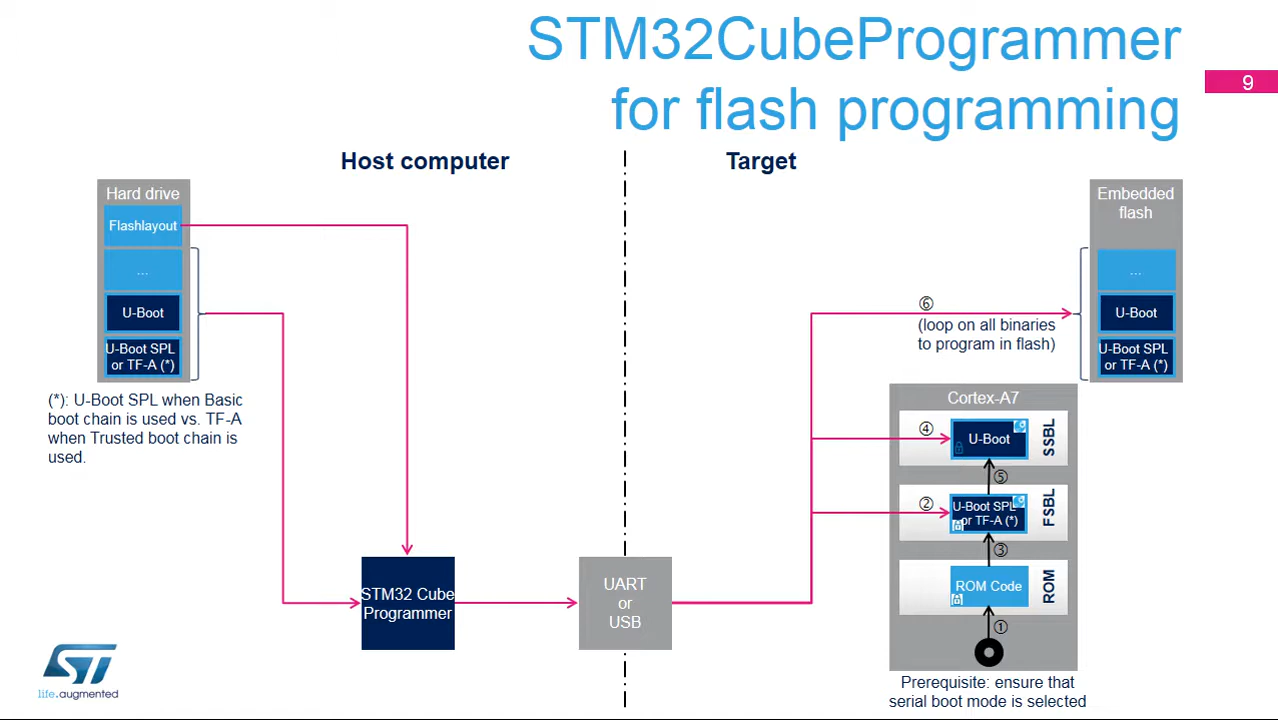 STM32CubeProgrammer
for flash programming
9
Host computer
Target
Hard drive
Flashlayout
...
U-Boot
U-Boot SPL
or TF-A (*)
(*): U-Boot SPL when Basic
boot chain is used vs. TF-A
when Trusted boot chain is
used.
STM32 Cube
Programmer
UART
or
USB
⑥
(loop on all binaries
to program in flash)
Embedded
flash
...
U-Boot
U-Boot SPL
or TF-A (*)
Cortex-A7
④
U-Boot
SSBL
⑤
②
U-Boot SPL
or TF-A (*)
FSBL
③
ROM Code
ROM
①
Prerequisite: ensure that
serial boot mode is selected
ST
life.augmented